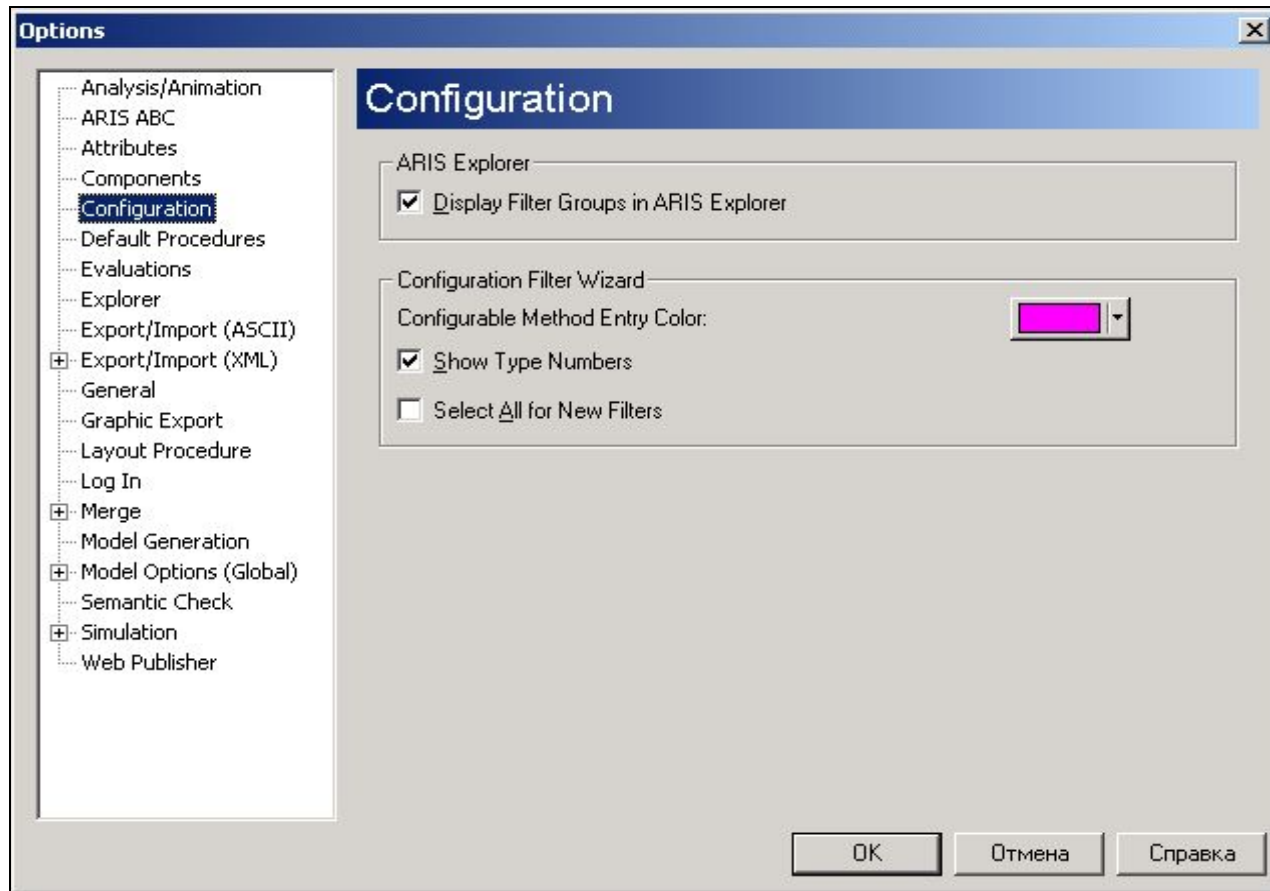 Options
Analysis/Animation
ARIS ABC
Attributes
Components
Configuration
Default Procedures
Evaluations
Explorer
Export/Import (ASCII)
Export/Import (XML)
General
Graphic Export
Layout Procedure
Log In
Merge
Model Generation
Model Options (Global)
Semantic Check
Simulation
Web Publisher
Configuration
ARIS Explorer
Display Filter Groups in ARIS Explorer
Configuration Filter Wizard
Configurable Method Entry Color:
Show Type Numbers
Select All for New Filters
OK
Отмена
Справка